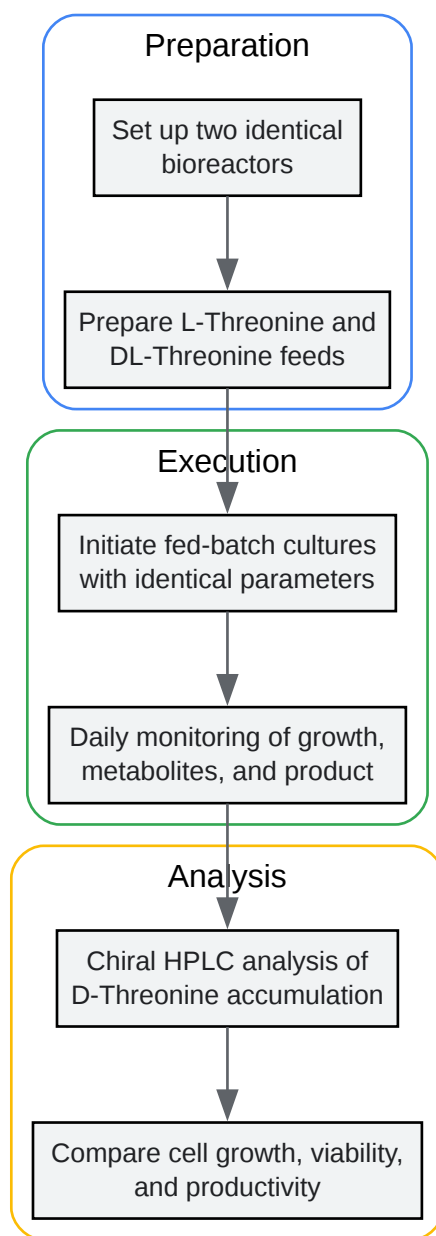 Preparation
Set up two identical
bioreactors
Prepare L-Threonine and
DL-Threonine feeds
Execution
Initiate fed-batch cultures
with identical parameters
Daily monitoring of growth,
metabolites, and product
Analysis
Chiral HPLC analysis of
D-Threonine accumulation
Compare cell growth, viability,
and productivity